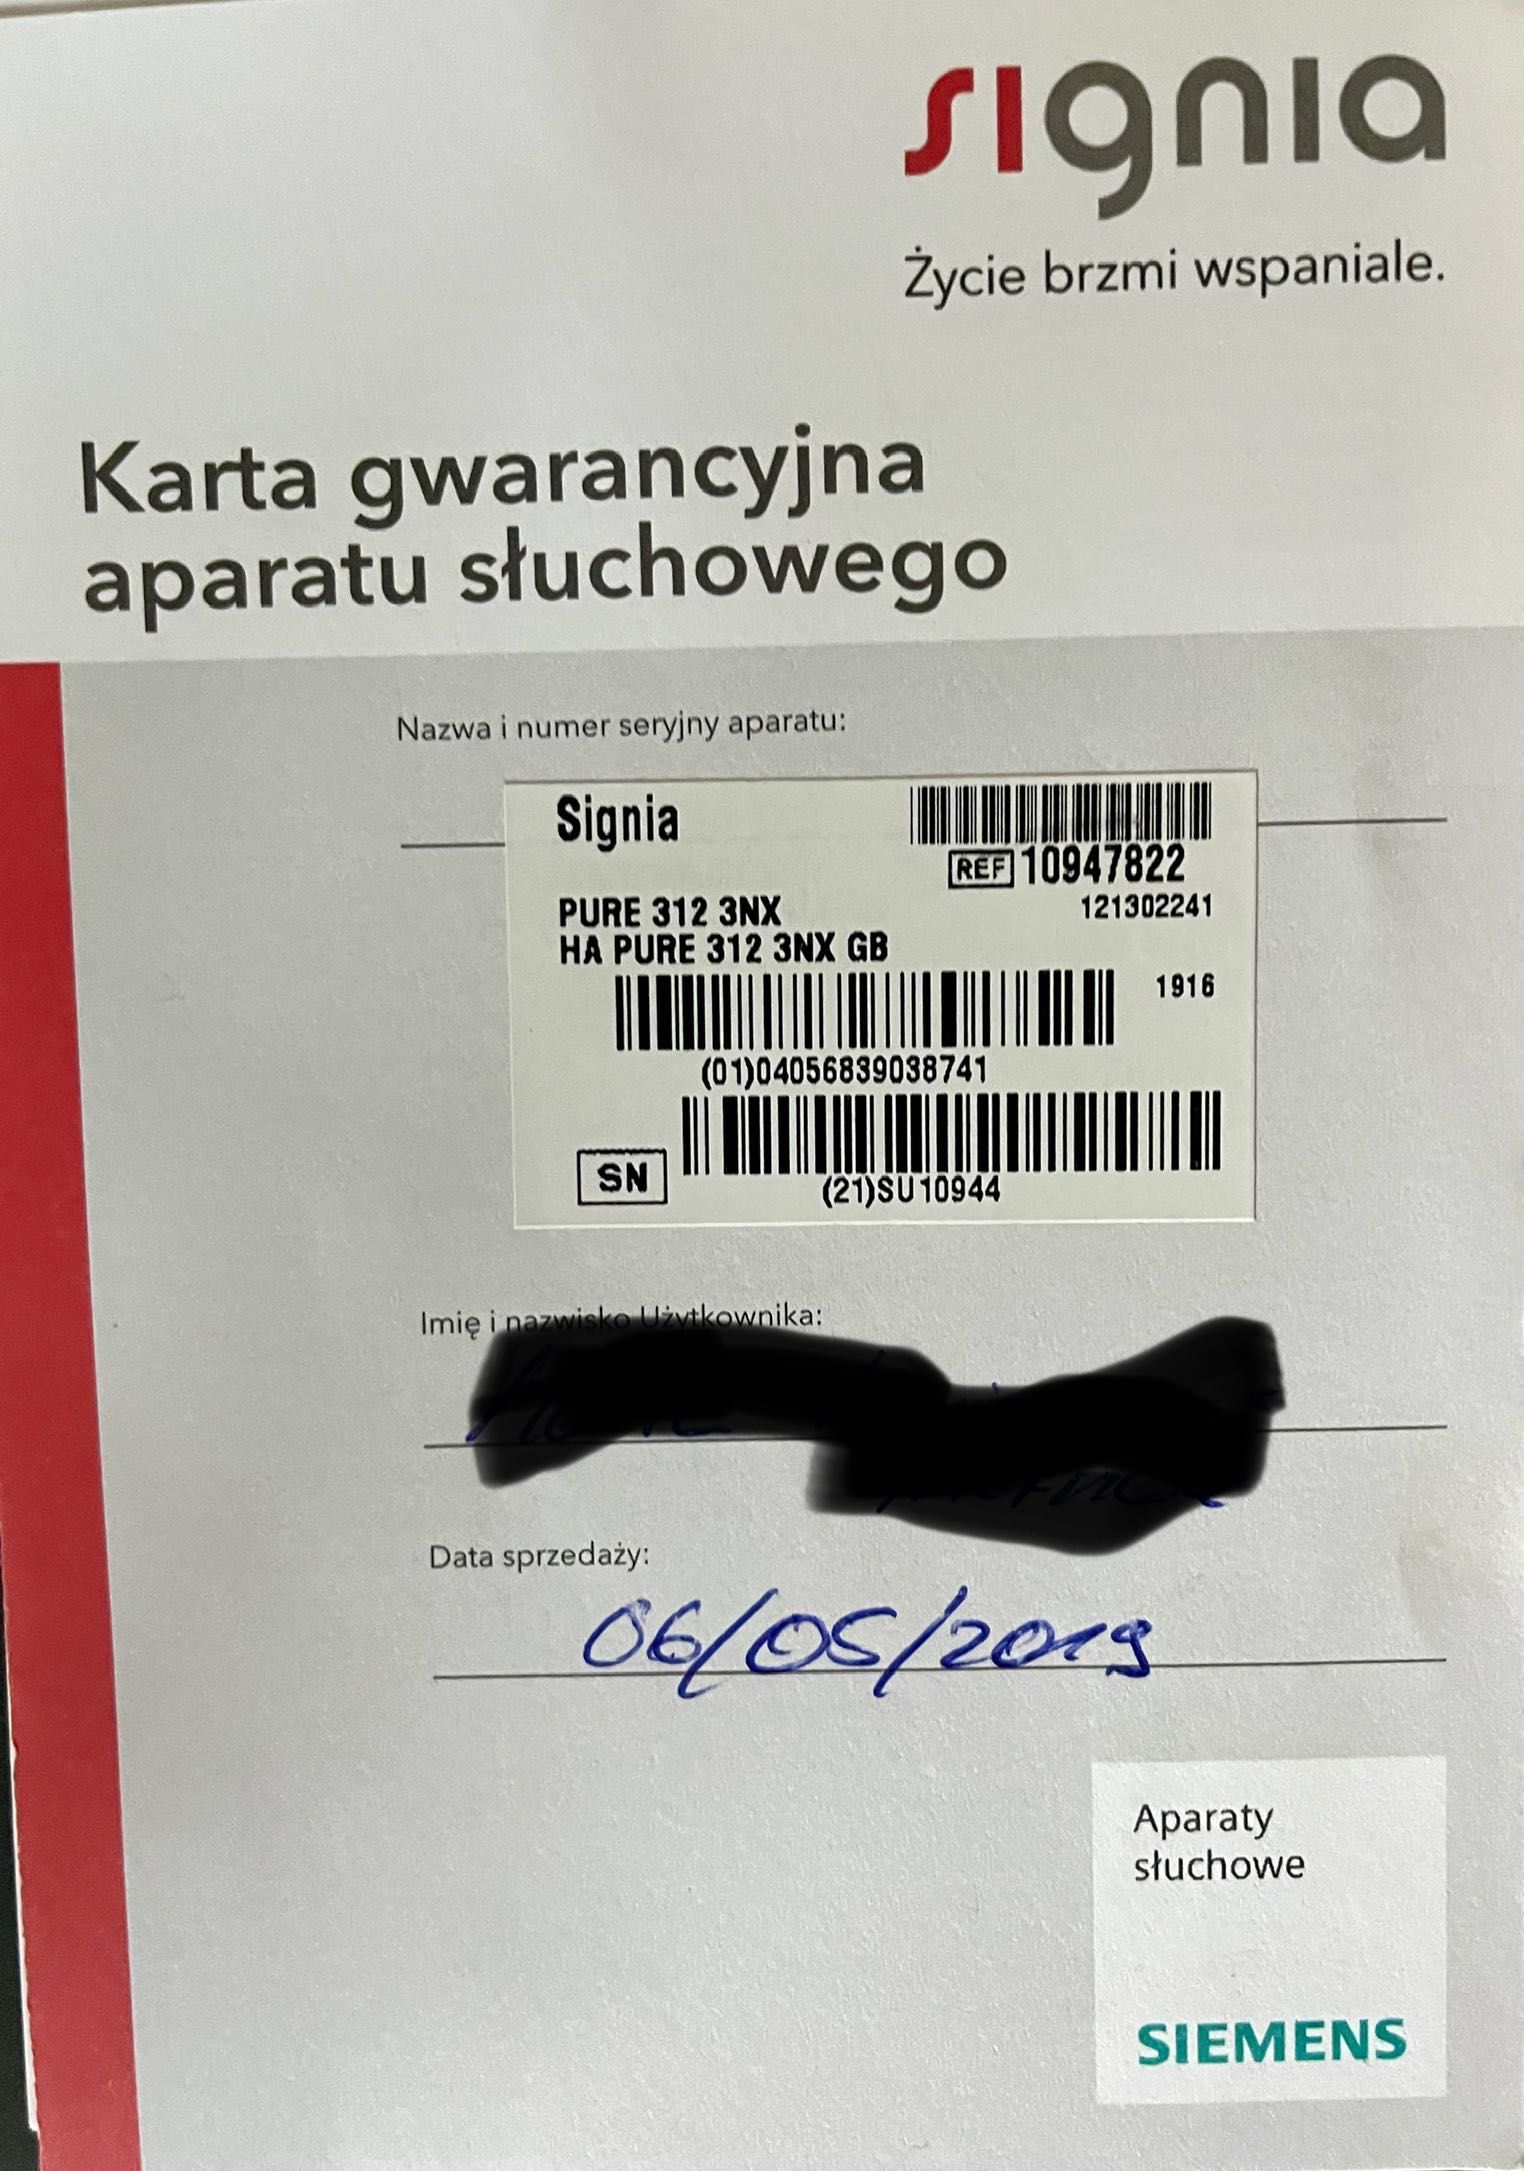 signia
Życie brzmi wspaniale.
Karta gwarancyjna
aparatu słuchowego
Nazwa i numer seryjny aparatu:
Signia
REF 10947822
PURE 312 3NX 121302241
HA PURE 312 3NX GB
1916
(01)04056839038741
SN
(21)SU10944
Imię i nazwisko Użytkownika:
Data sprzedaży:
06/05/2019
Aparaty
słuchowe
SIEMENS